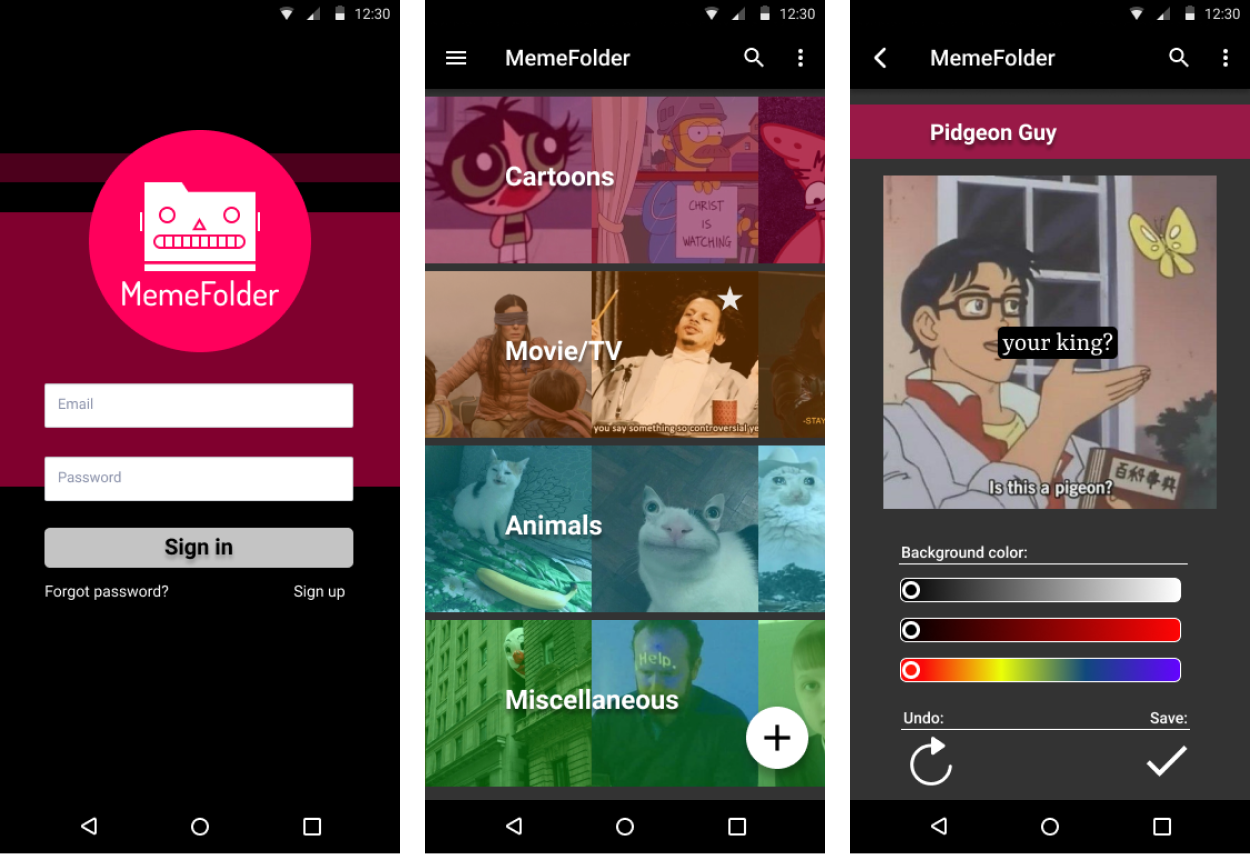 12:30
MemeFolder
Email
Password
Sign in
Forgot password?
Sign up
12:30
MemeFolder
Cartoons
CHRIST
IS
WATCHING
Movie/TV
you say something so controversial ye
-STAY
Animals
Help.
Miscellaneous
12:30
MemeFolder
Pidgeon Guy
your king?
百科事典
Is this a pigeon?
Background color:
Undo:
Save: